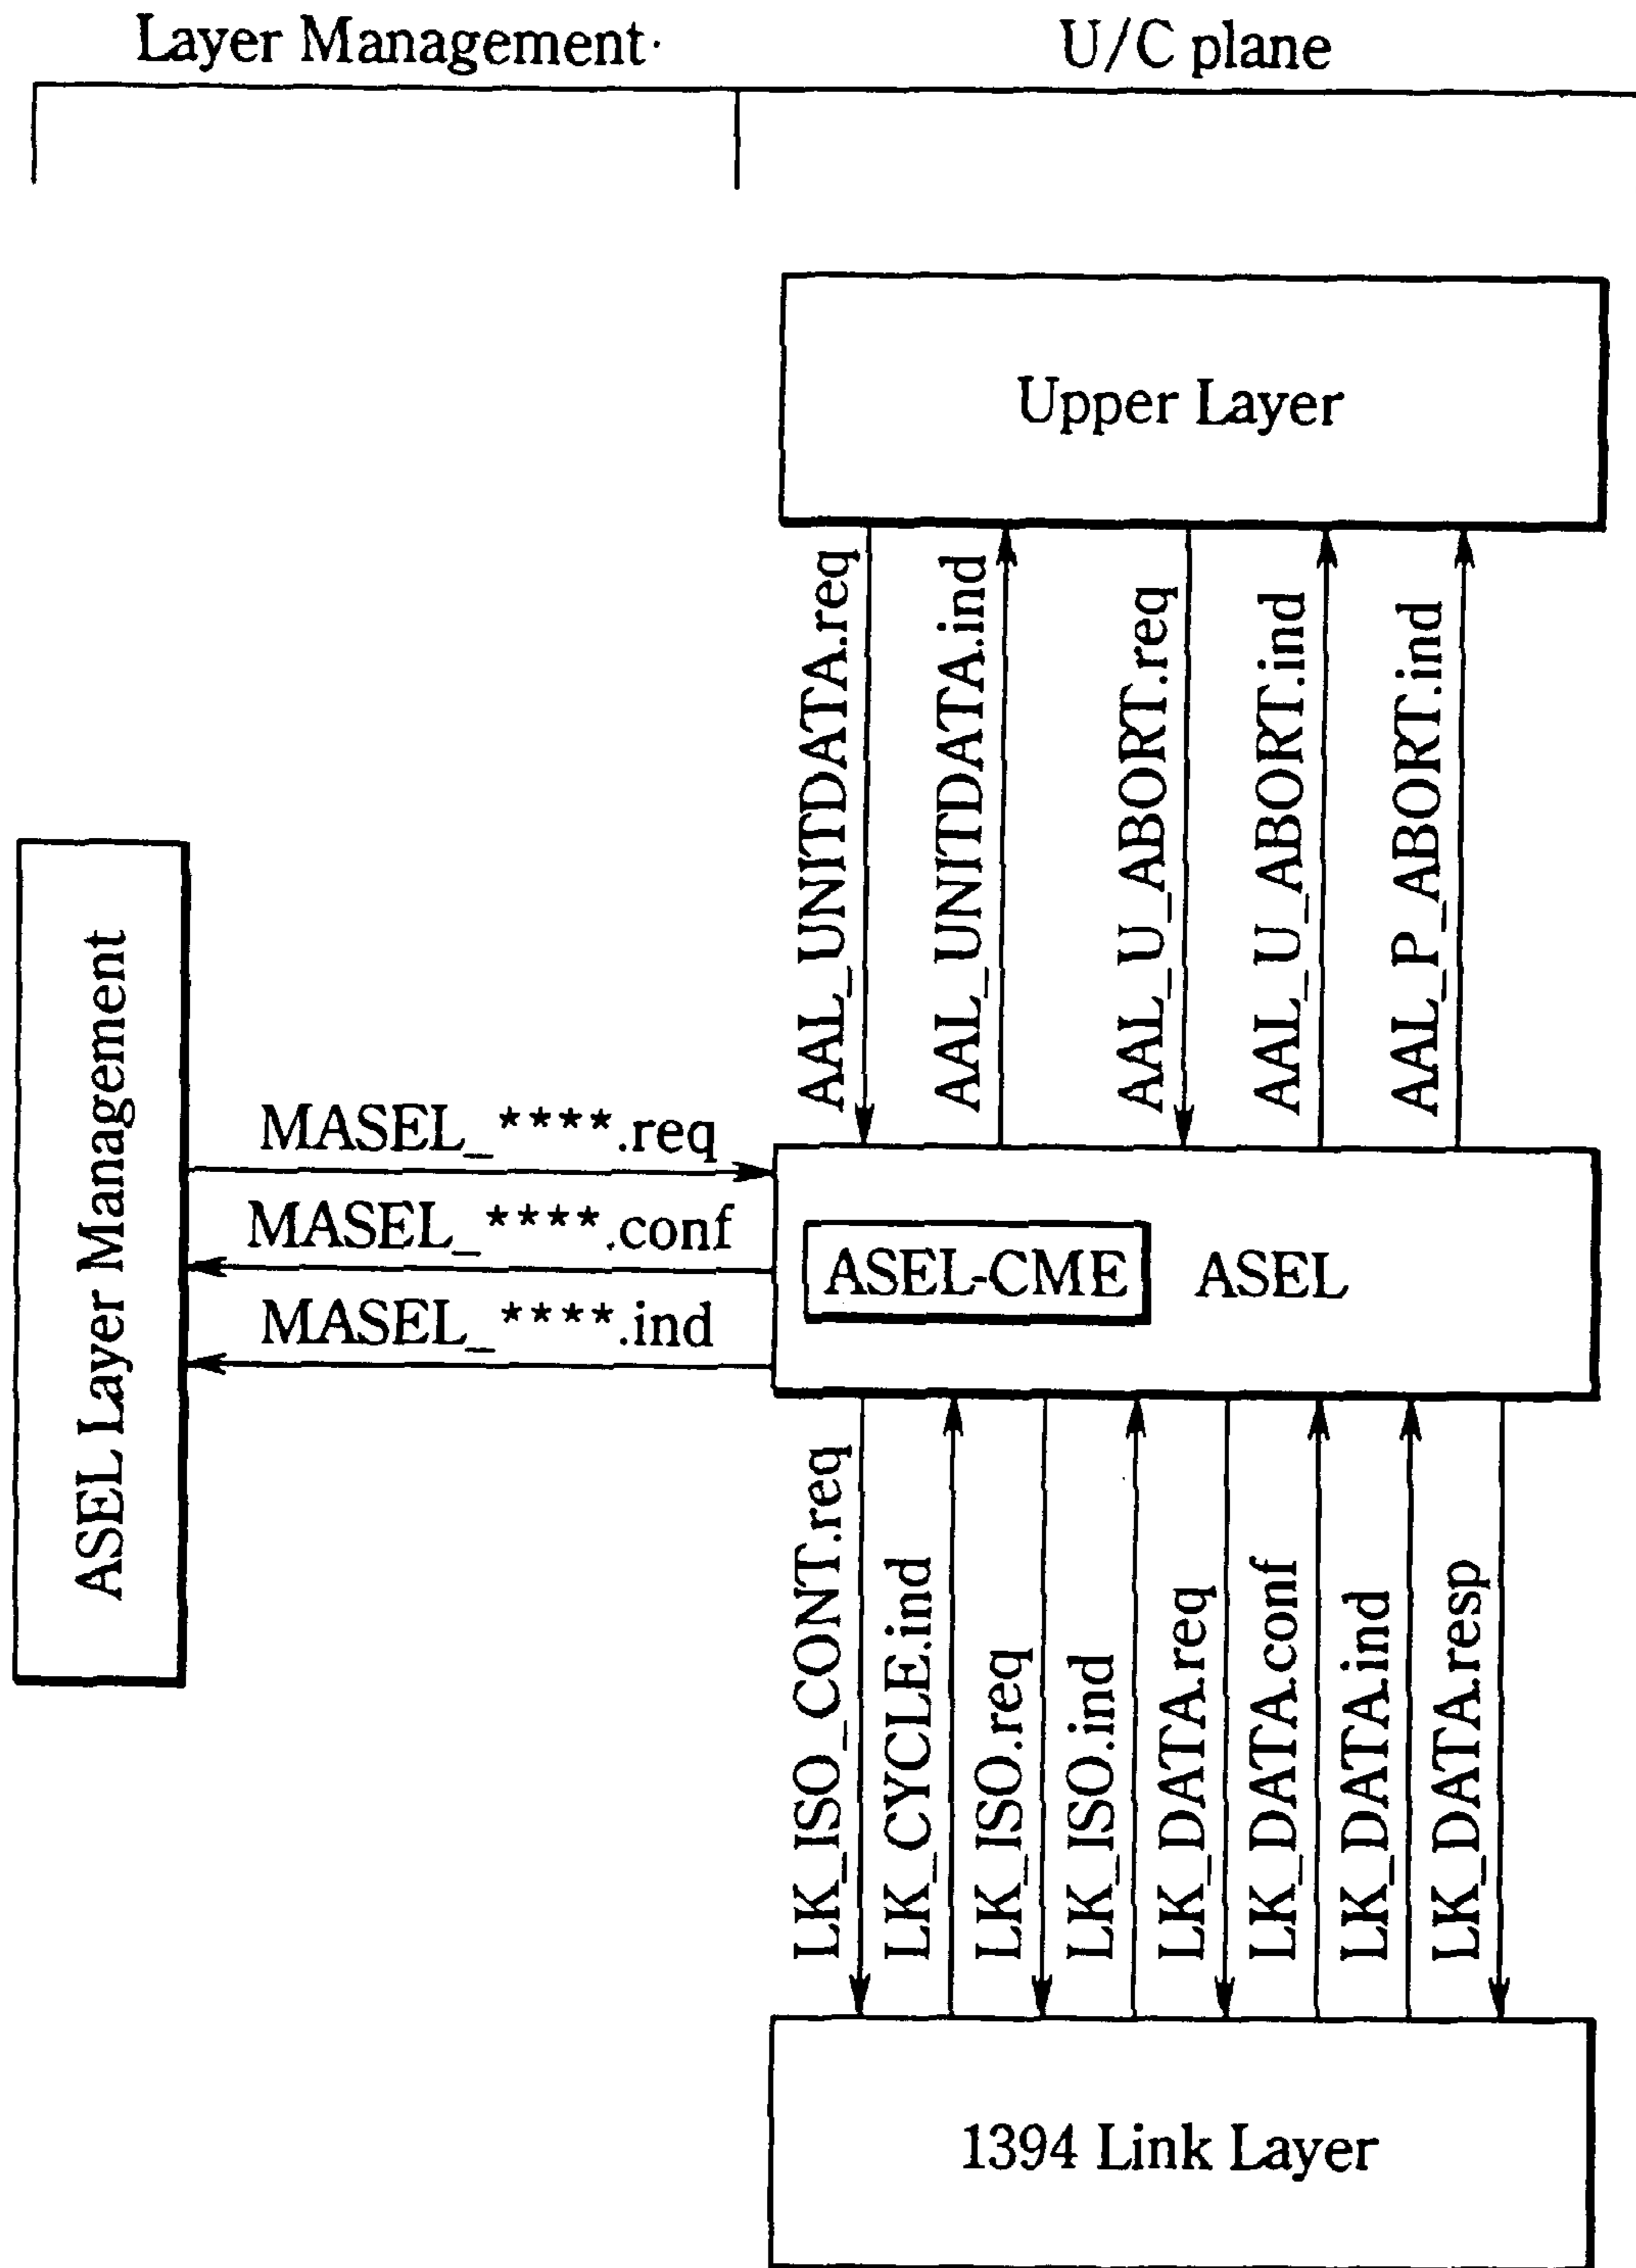 Layer Management
U/C plane
Upper Layer
AAL_UNITDATA.req
AAL_UNITDATA.ind
AAL_U_ABORT.req
AAL_U_ABORT.ind
AAL_P_ABORT.ind
ASEL Layer Management
MASEL_****.req
MASEL_****.conf
MASEL_****.ind
ASEL-CME
ASEL
LK_ISO_CONT.req
LK_CYCLE.ind
LK_ISO.req
LK_ISO.ind
LK_DATA.req
LK_DATA.conf
LK_DATA.ind
LK_DATA.resp
1394 Link Layer